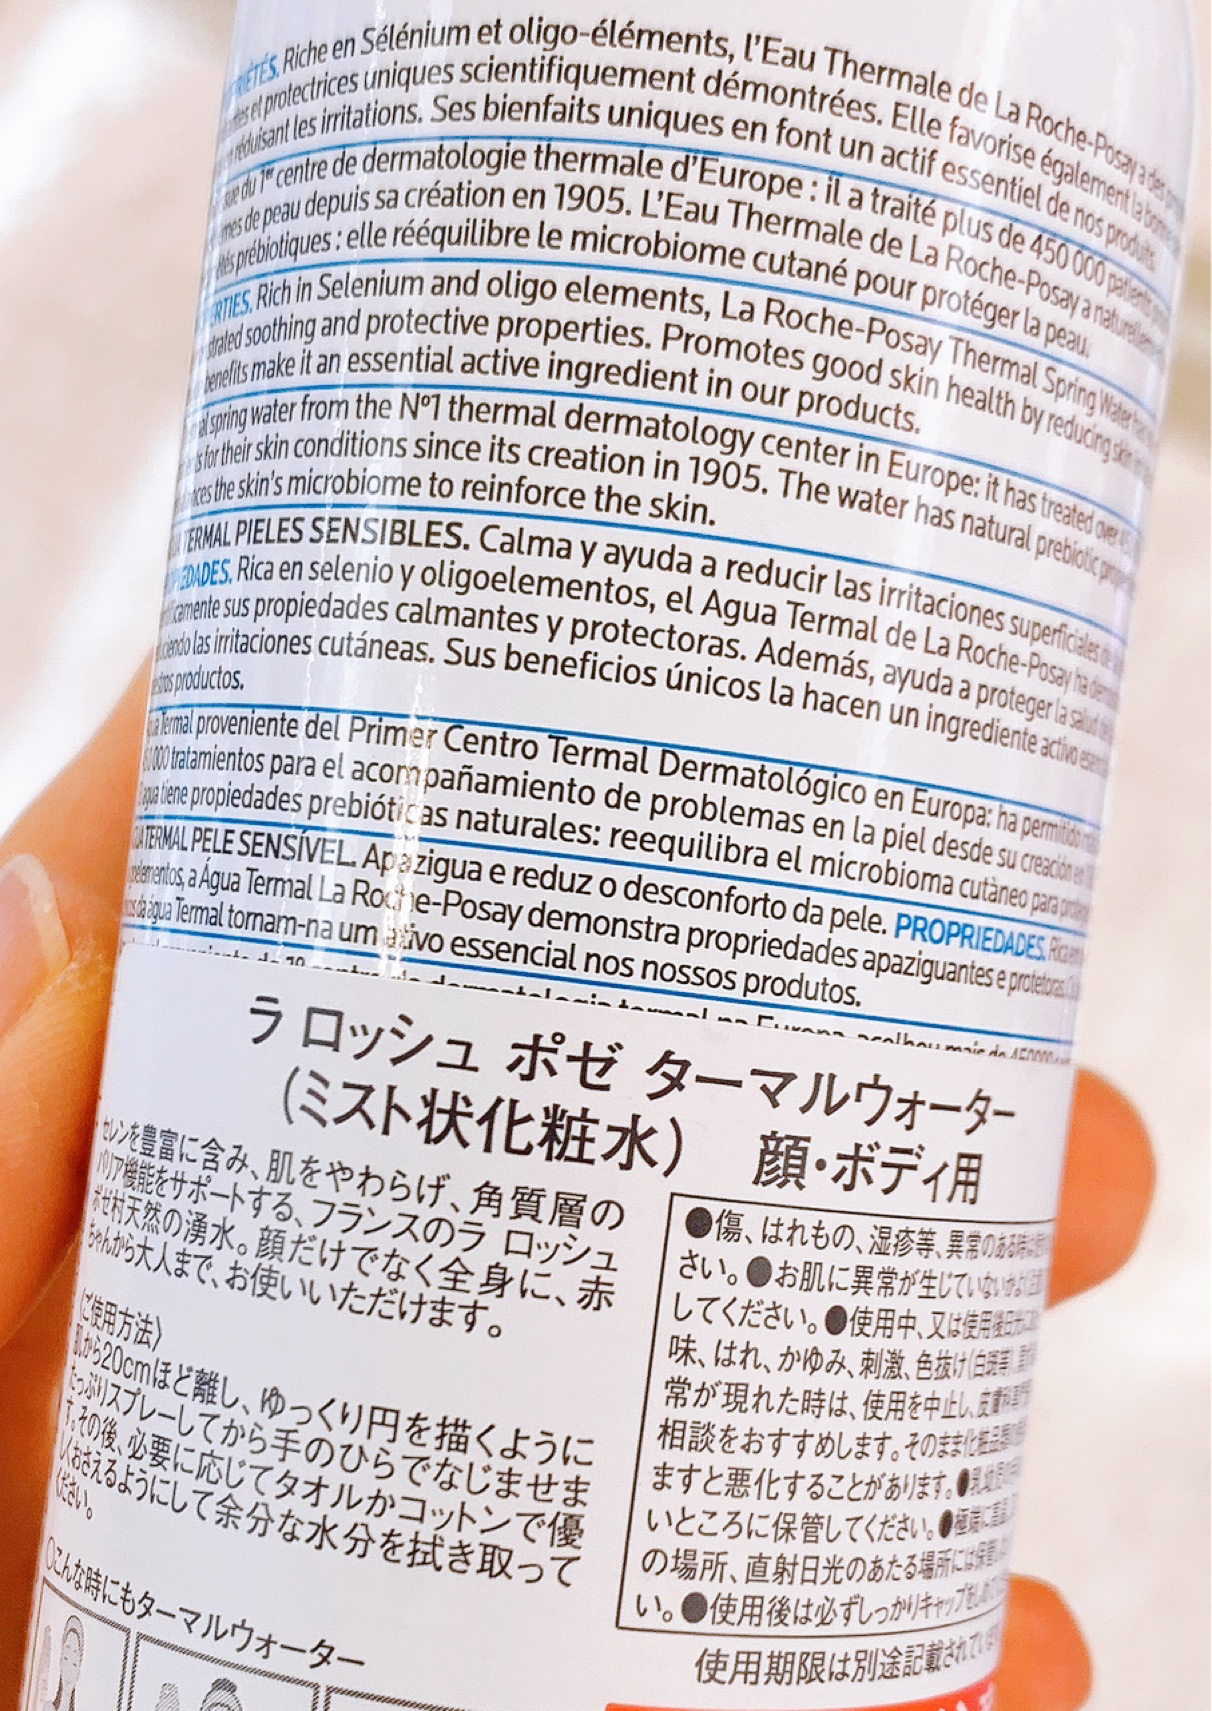 Riche en Sélénium et oligo-éléments, l'Eau Thermale de La Roche-Posay a des
et protectrices uniques scientifiquement démontrées. Elle favorise également la
réduisant les irritations. Ses bienfaits uniques en font un actif essentiel de nos produits.
du 1er centre de dermatologie thermale d'Europe : il a traité plus de 450 000 patients
de peau depuis sa création en 1905. L'Eau Thermale de La Roche-Posay a
prébiotiques : elle rééquilibre le microbiome cutané pour protéger la peau.
Rich in Selenium and oligo elements, La Roche-Posay Thermal Spring Water
soothing and protective properties. Promotes good skin health by reducing skin
benefits make it an essential active ingredient in our products.
spring water from the N°1 thermal dermatology center in Europe: it has treated over
for their skin conditions since its creation in 1905. The water has natural prebiotic
the skin's microbiome to reinforce the skin.
TERMAL PIELES SENSIBLES. Calma y ayuda a reducir las irritaciones superficiales
Rica en selenio y oligoelementos, el Agua Termal de La Roche-Posay ha
sus propiedades calmantes y protectoras. Además, ayuda a proteger la salud
las irritaciones cutáneas. Sus beneficios únicos la hacen un ingrediente activo
productos.
Termal proveniente del Primer Centro Termal Dermatológico en Europa: ha permitido
tratamientos para el acompañamiento de problemas en la piel desde su creación en
agua tiene propiedades prebióticas naturales: reequilibra el microbioma cutàneo para
TERMAL PELE SENSÍVEL. Apazigua e reduz o desconforto da pele. PROPRIEDADES.
a Água Termal La Roche-Posay demonstra propriedades apaziguantes e protetoras.
da água Termal tornam-na um ativo essencial nos nossos produtos.
ラ ロッシュ ポゼ ターマルウォーター
（ミスト状化粧水） 顔・ボディ用
セレンを豊富に含み、肌をやわらげ、角質層の
バリア機能をサポートする、フランスのラ ロッシュ
ポゼ村天然の湧水。顔だけでなく全身に、赤
ちゃんから大人まで、お使いいただけます。
〈ご使用方法〉
肌から20cmほど離し、ゆっくり円を描くように
たっぷりスプレーしてから手のひらでなじませま
す。その後、必要に応じてタオルかコットンで優
しくおさえるようにして余分な水分を拭き取って
ください。
○こんな時にもターマルウォーター
●傷、はれもの、湿疹等、異常のある時は
さい。●お肌に異常が生じていないか
してください。●使用中、又は使用後日光に
味、はれ、かゆみ、刺激、色抜け(白斑等)
常が現れた時は、使用を中止し、皮膚科
相談をおすすめします。そのまま化粧品
ますと悪化することがあります。●乳幼児の
いところに保管してください。●極端に
の場所、直射日光のあたる場所には保管
い。●使用後は必ずしっかりキャップを
使用期限は別途記載されて